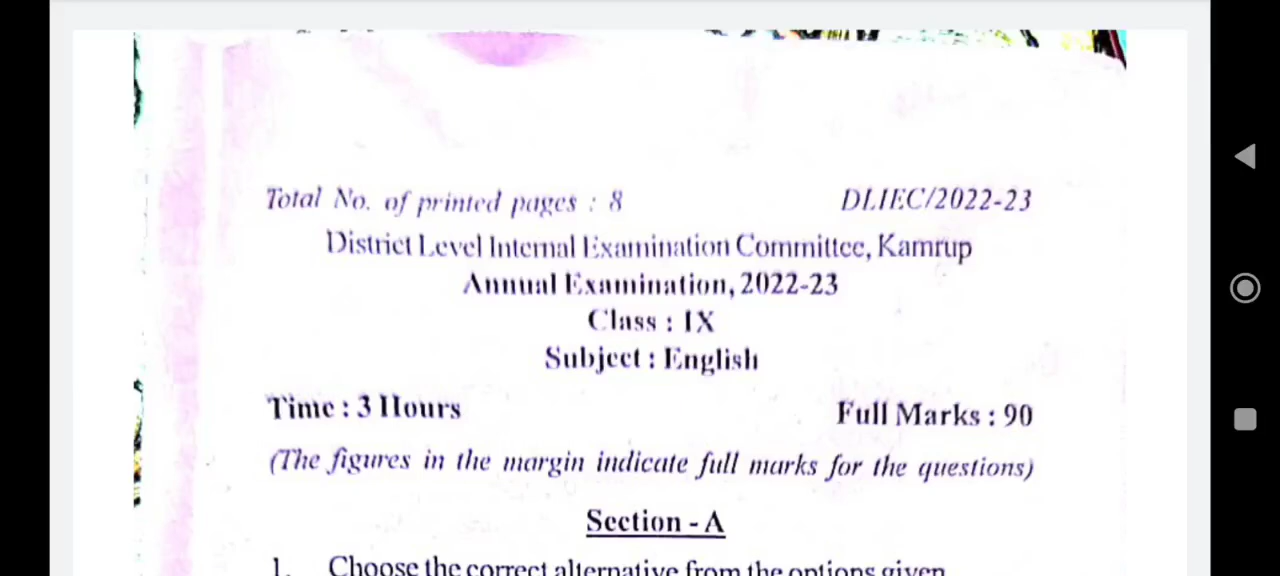 Total No. of printed pages : 8 DLIEC/2022-23
District Level Internal Examination Committee, Kamrup
Annual Examination, 2022-23
Class : IX
Subject : English
Time : 3 Hours Full Marks : 90
(The figures in the margin indicate full marks for the questions)
Section - A
1. Choose the correct alternative from the options given